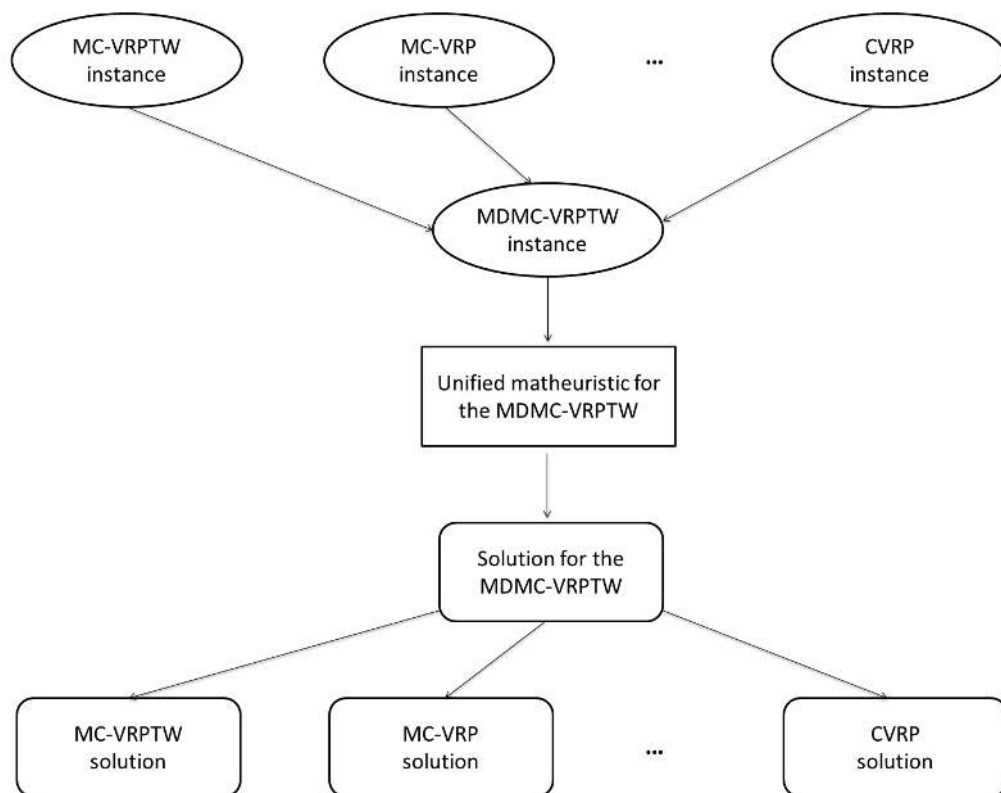 MC-VRPTW
instance
MC-VRP
instance
...
CVRP
instance
MDMC-VRPTW
instance
Unified matheuristic for
the MDMC-VRPTW
Solution for the
MDMC-VRPTW
MC-VRPTW
solution
MC-VRP
solution
...
CVRP
solution